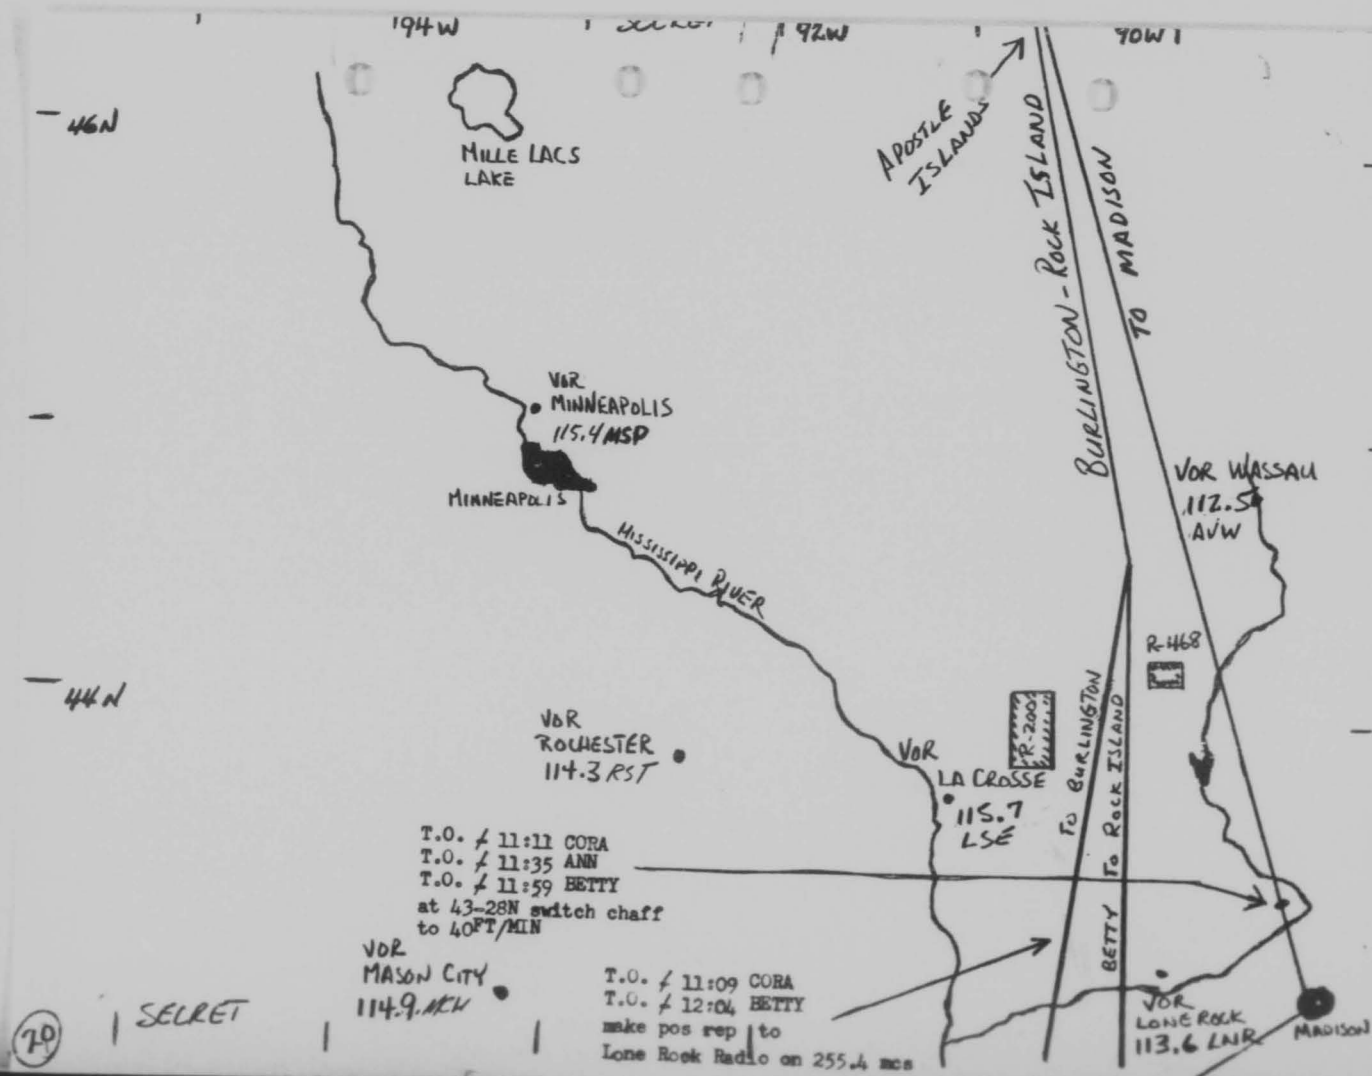 94W
SECRET
92W
90W
46N
MILLE LACS
LAKE
APOSTLE
ISLANDS
BURLINGTON - ROCK ISLAND
TO MADISON
VOR
MINNEAPOLIS
115.4 MSP
MINNEAPOLIS
MISSISSIPPI RIVER
VOR WASSAU
112.5
AVW
44N
R-468
R-200
TO BURLINGTON
BETTY TO ROCK ISLAND
VOR
ROCHESTER
114.3 RST
VOR
LA CROSSE
115.7
LSE
T.O. / 11:11 CORA
T.O. / 11:35 ANN
T.O. / 11:59 BETTY
at 43-28N switch chaff
to 40FT/MIN
VOR
MASON CITY
114.9 MCW
T.O. / 11:09 CORA
T.O. / 12:04 BETTY
make pos rep to
Lone Rock Radio on 255.4 mcs
VOR
LONEROCK
113.6 LNR
MADISON
SECRET
20